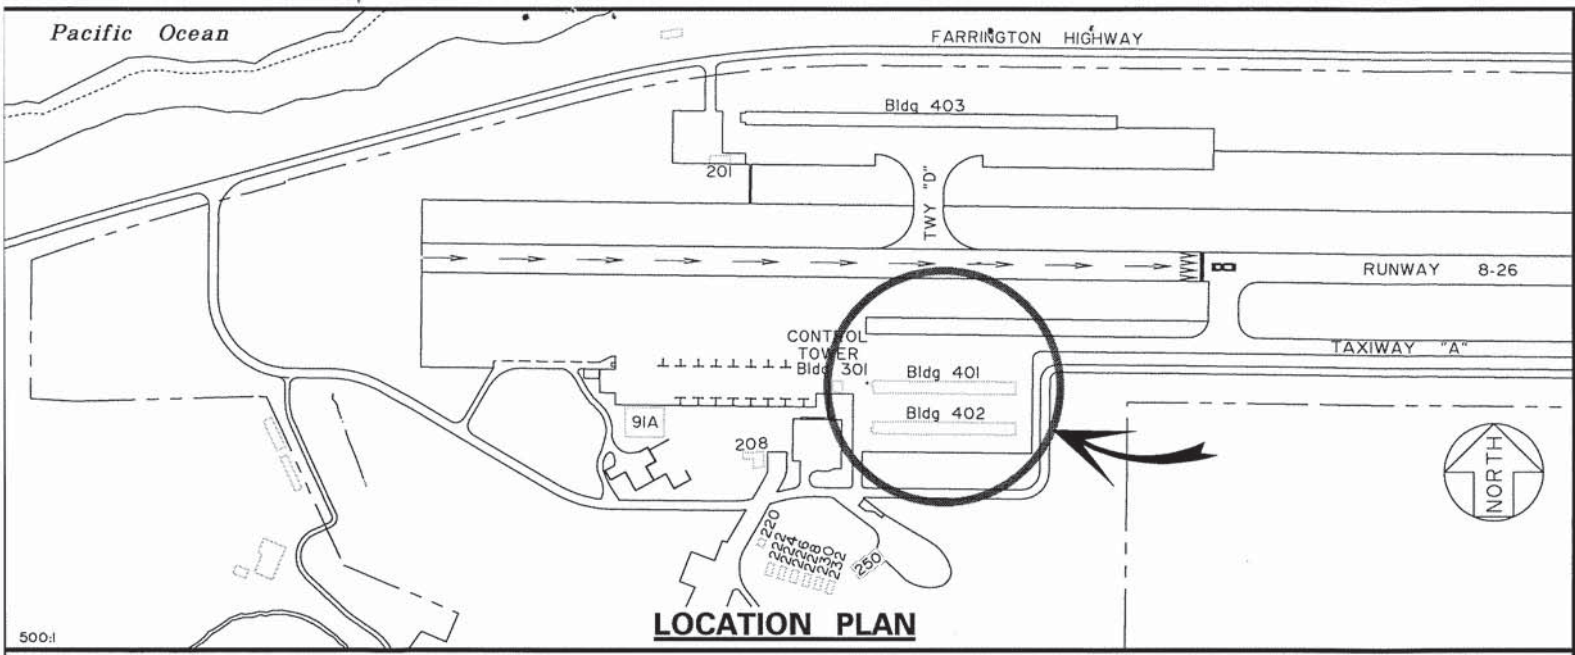 Pacific Ocean
FARRINGTON HIGHWAY
Bldg 403
201
TWY "D"
RUNWAY 8-26
CONTROL
TOWER
Bldg 301
TAXIWAY "A"
Bldg 401
Bldg 402
91A
208
NORTH
220
222
224
226
228
230
232
250
LOCATION PLAN
500:1